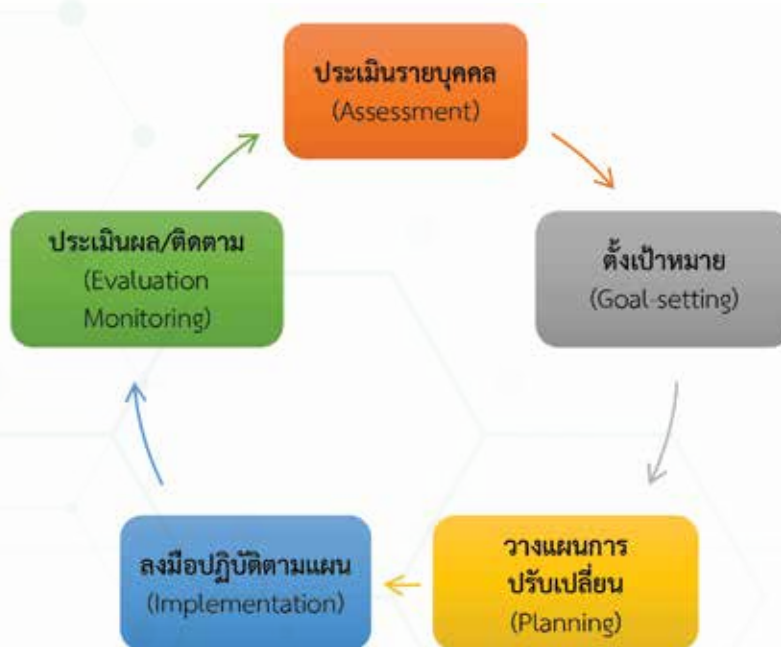 ประเมินรายบุคคล
(Assessment)
ตั้งเป้าหมาย
(Goal-setting)
วางแผนการ
ปรับเปลี่ยน
(Planning)
ลงมือปฏิบัติตามแผน
(Implementation)
ประเมินผล/ติดตาม
(Evaluation
Monitoring)